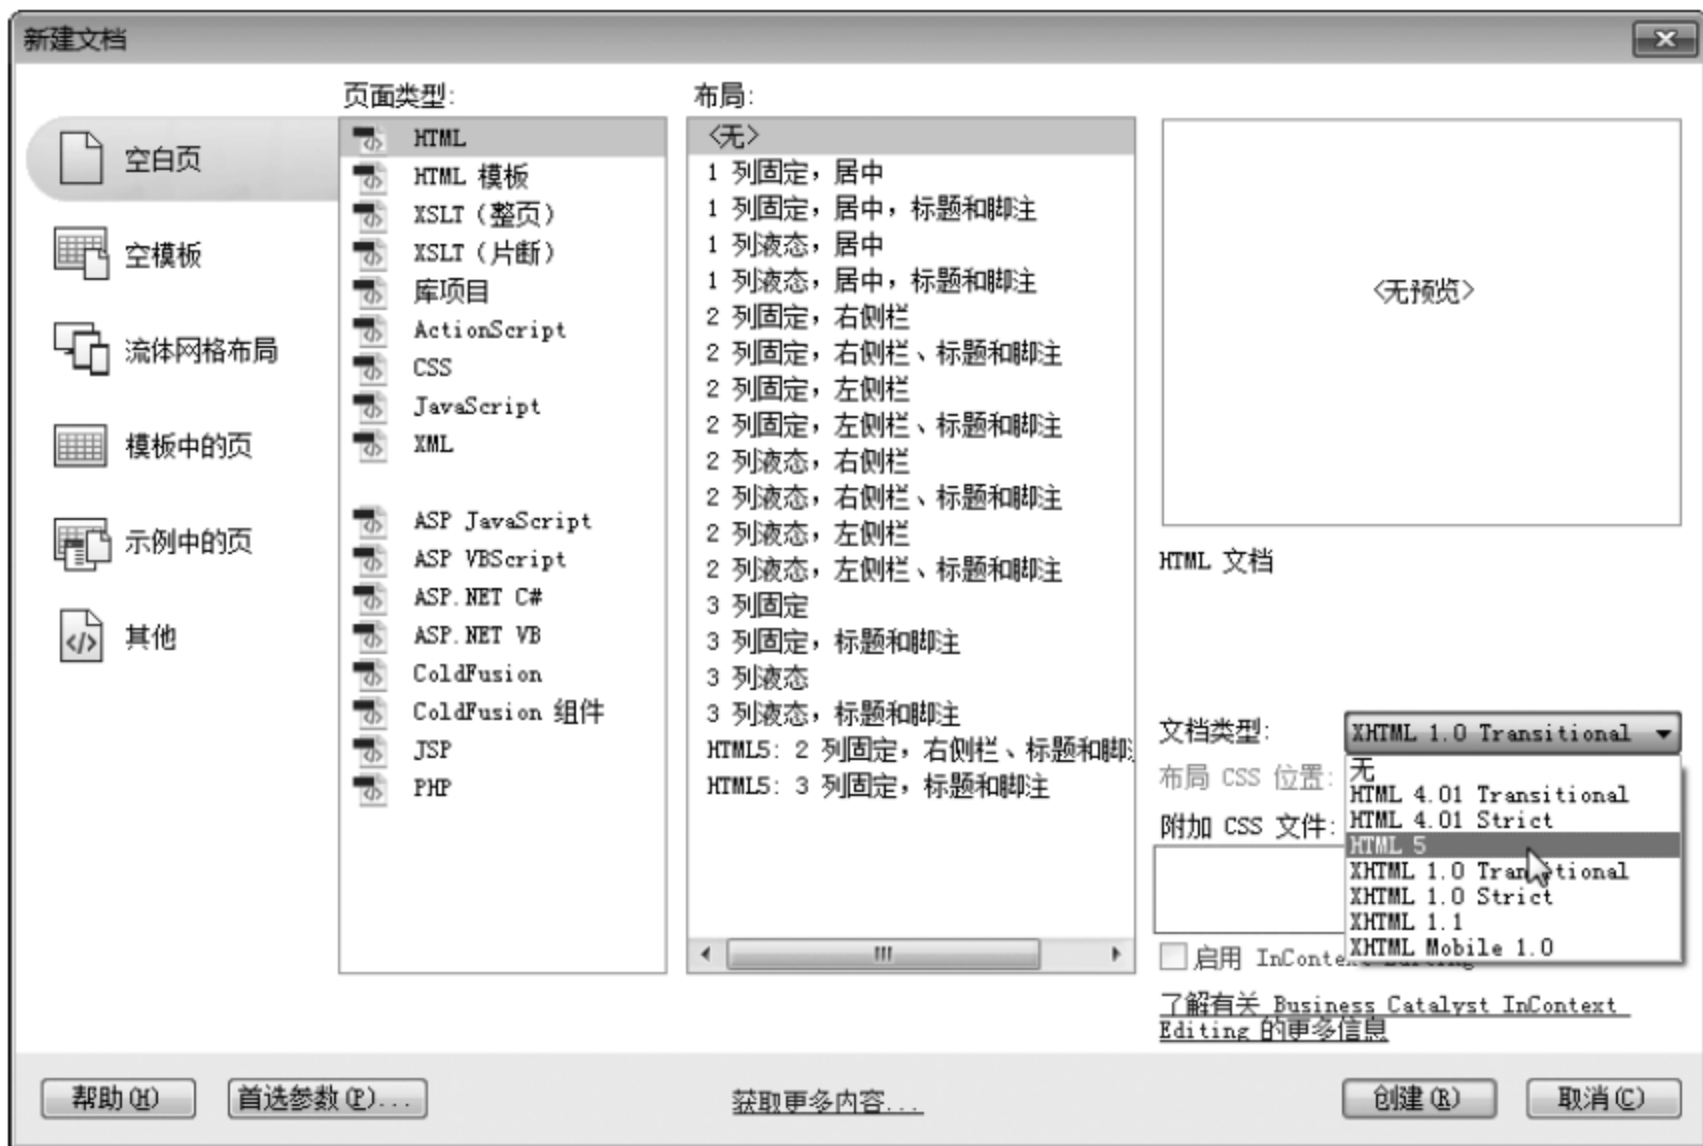 新建文档
页面类型:
布局:
空白页
空模板
流体网格布局
模板中的页
示例中的页
其他
HTML
HTML 模板
XSLT（整页）
XSLT（片断）
库项目
ActionScript
CSS
JavaScript
XML
ASP JavaScript
ASP VBScript
ASP.NET C#
ASP.NET VB
ColdFusion
ColdFusion 组件
JSP
PHP
<无>
1 列固定，居中
1 列固定，居中，标题和脚注
1 列液态，居中
1 列液态，居中，标题和脚注
2 列固定，右侧栏
2 列固定，右侧栏、标题和脚注
2 列固定，左侧栏
2 列固定，左侧栏、标题和脚注
2 列液态，右侧栏
2 列液态，右侧栏、标题和脚注
2 列液态，左侧栏
2 列液态，左侧栏、标题和脚注
3 列固定
3 列固定，标题和脚注
3 列液态
3 列液态，标题和脚注
HTML5: 2 列固定，右侧栏、标题和脚
HTML5: 3 列固定，标题和脚注
<无预览>
HTML 文档
文档类型: XHTML 1.0 Transitional
布局 CSS 位置:
附加 CSS 文件:
无
HTML 4.01 Transitional
HTML 4.01 Strict
HTML 5
XHTML 1.0 Transitional
XHTML 1.0 Strict
XHTML 1.1
XHTML Mobile 1.0
启用
了解有关 Business Catalyst InContext
Editing 的更多信息
帮助(H)
首选参数(P)...
获取更多内容...
创建(R)
取消(C)